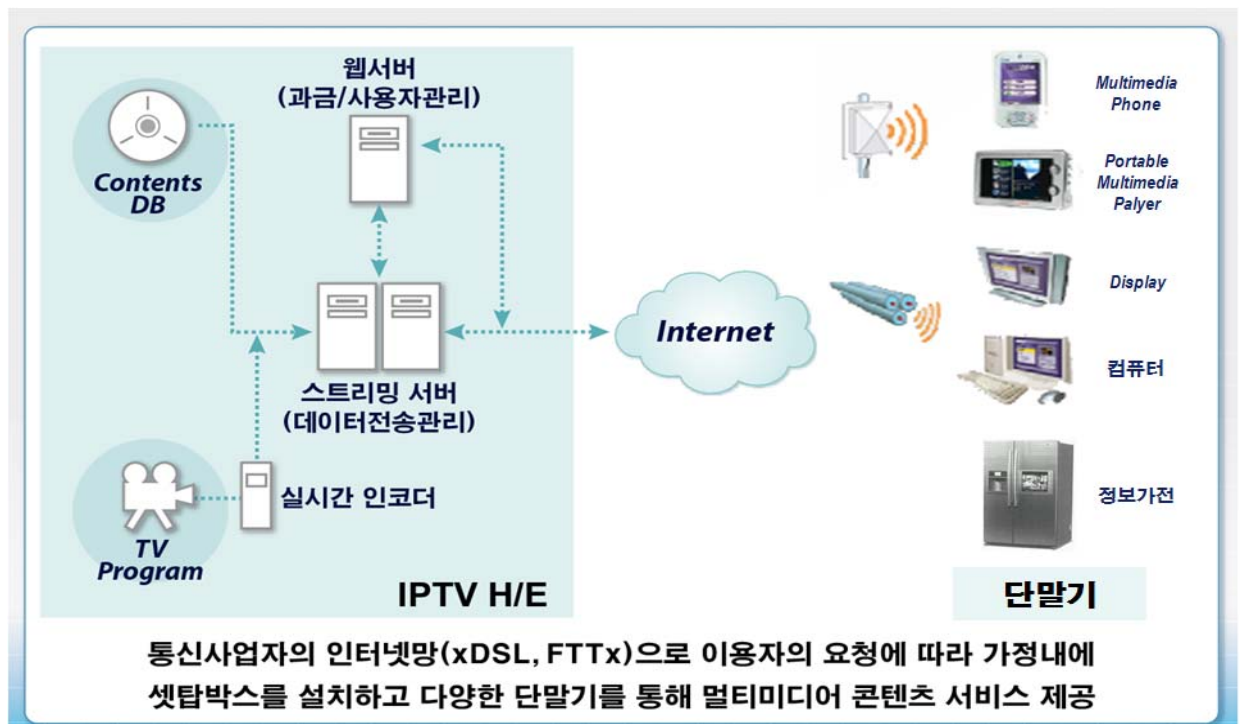 웹서버
(과금/사용자관리)
Contents
DB
스트리밍 서버
(데이터전송관리)
실시간 인코더
TV
Program
IPTV H/E
Internet
Multimedia
Phone
Portable
Multimedia
Palyer
Display
컴퓨터
정보가전
단말기
통신사업자의 인터넷망(xDSL, FTTx)으로 이용자의 요청에 따라 가정내에
셋탑박스를 설치하고 다양한 단말기를 통해 멀티미디어 콘텐츠 서비스 제공